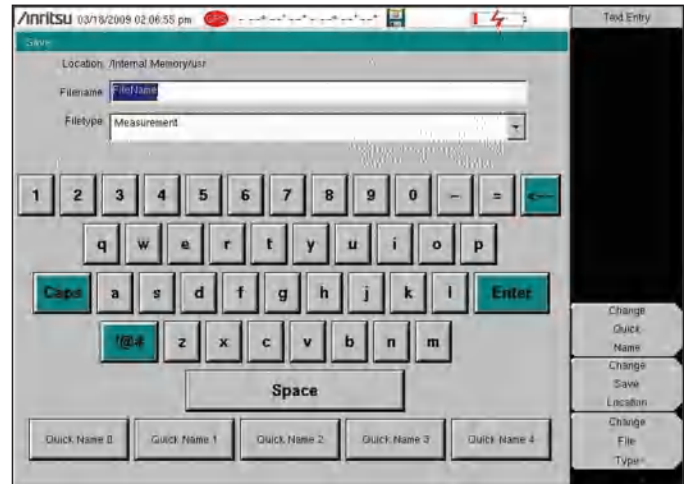 Anritsu 03/18/2009 02:06:55 pm GPS
Text Entry
Save
Location /Internal Memory/usr
Filename FileName
Filetype Measurement
1 2 3 4 5 6 7 8 9 0 - = <--
q w e r t y u i o p
Caps a s d f g h j k l Enter
!@# z x c v b n m
Space
Quick Name 0 Quick Name 1 Quick Name 2 Quick Name 3 Quick Name 4
Change
Quick
Name
Change
Save
Location
Change
File
Type